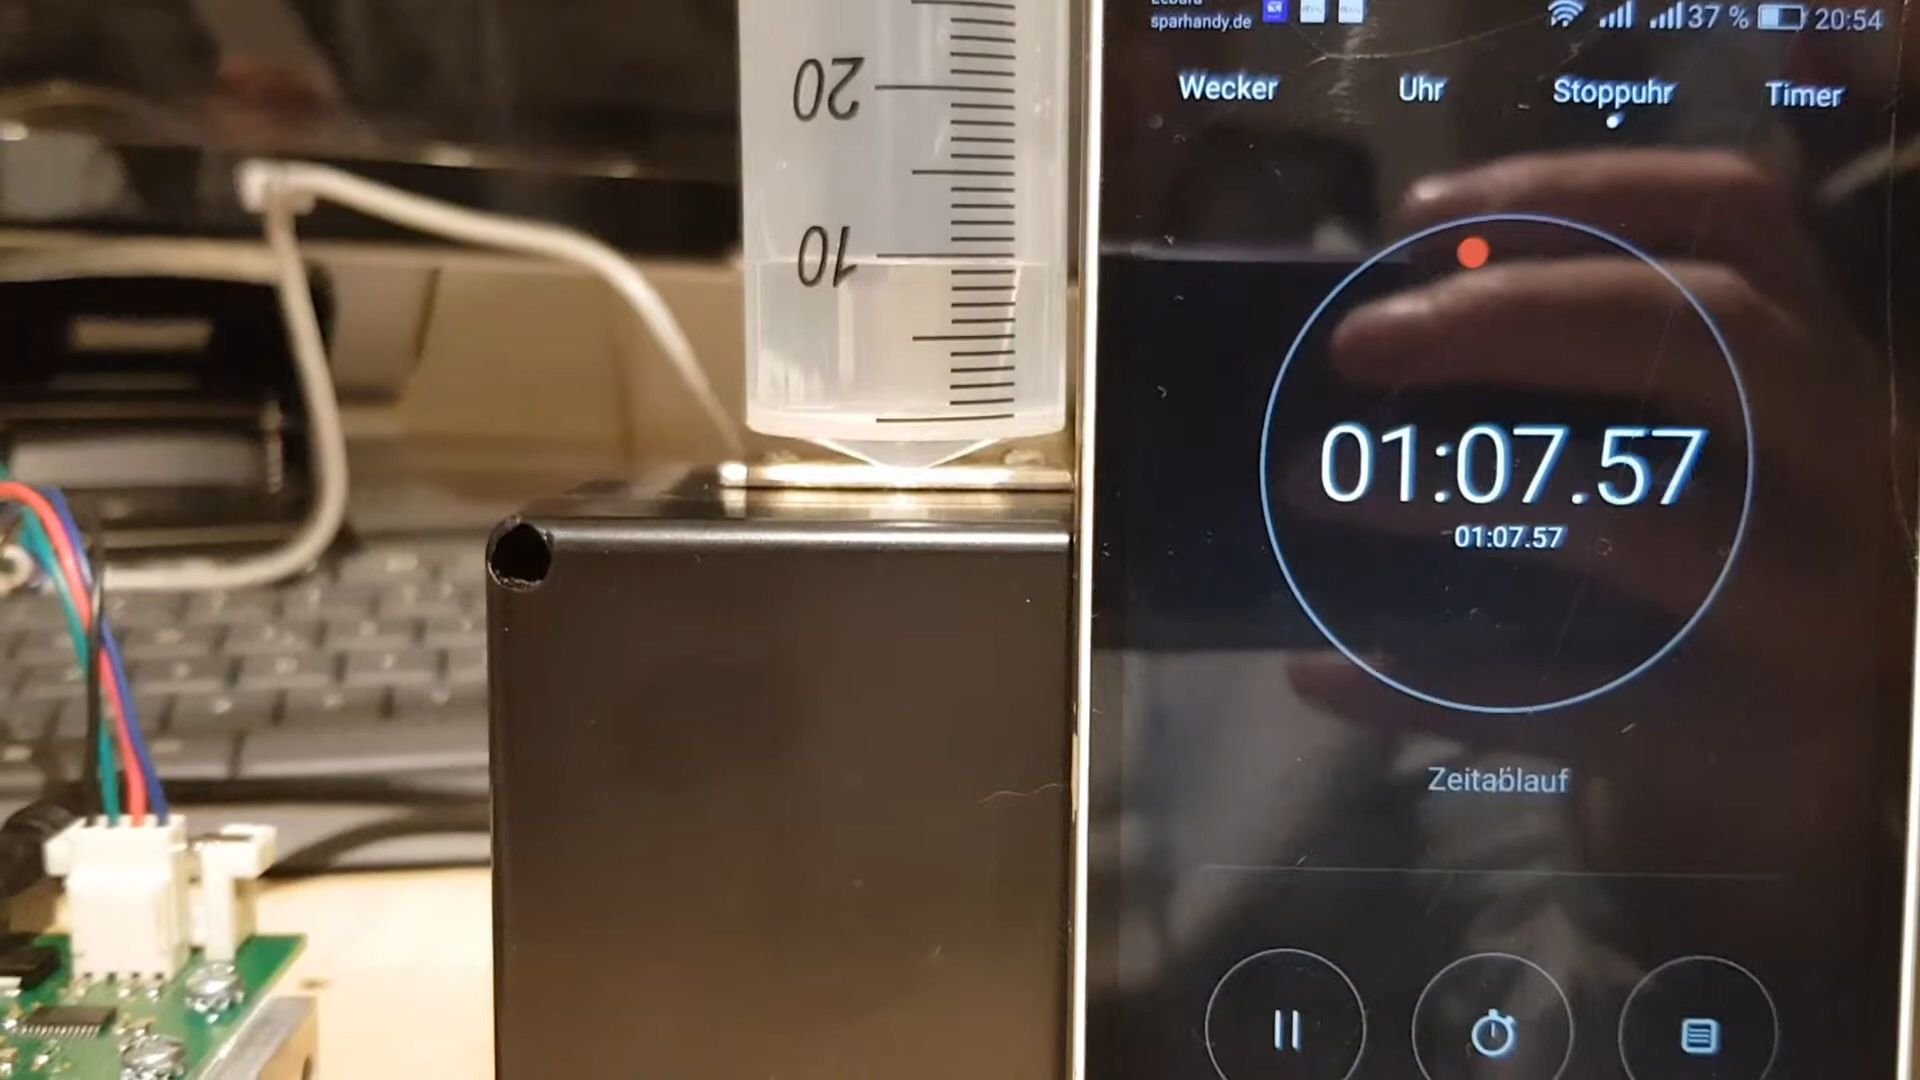 sparhandy.de
37 % 20:54
Wecker Uhr Stoppuhr Timer
20
10
01:07.57
01:07.57
Zeitablauf